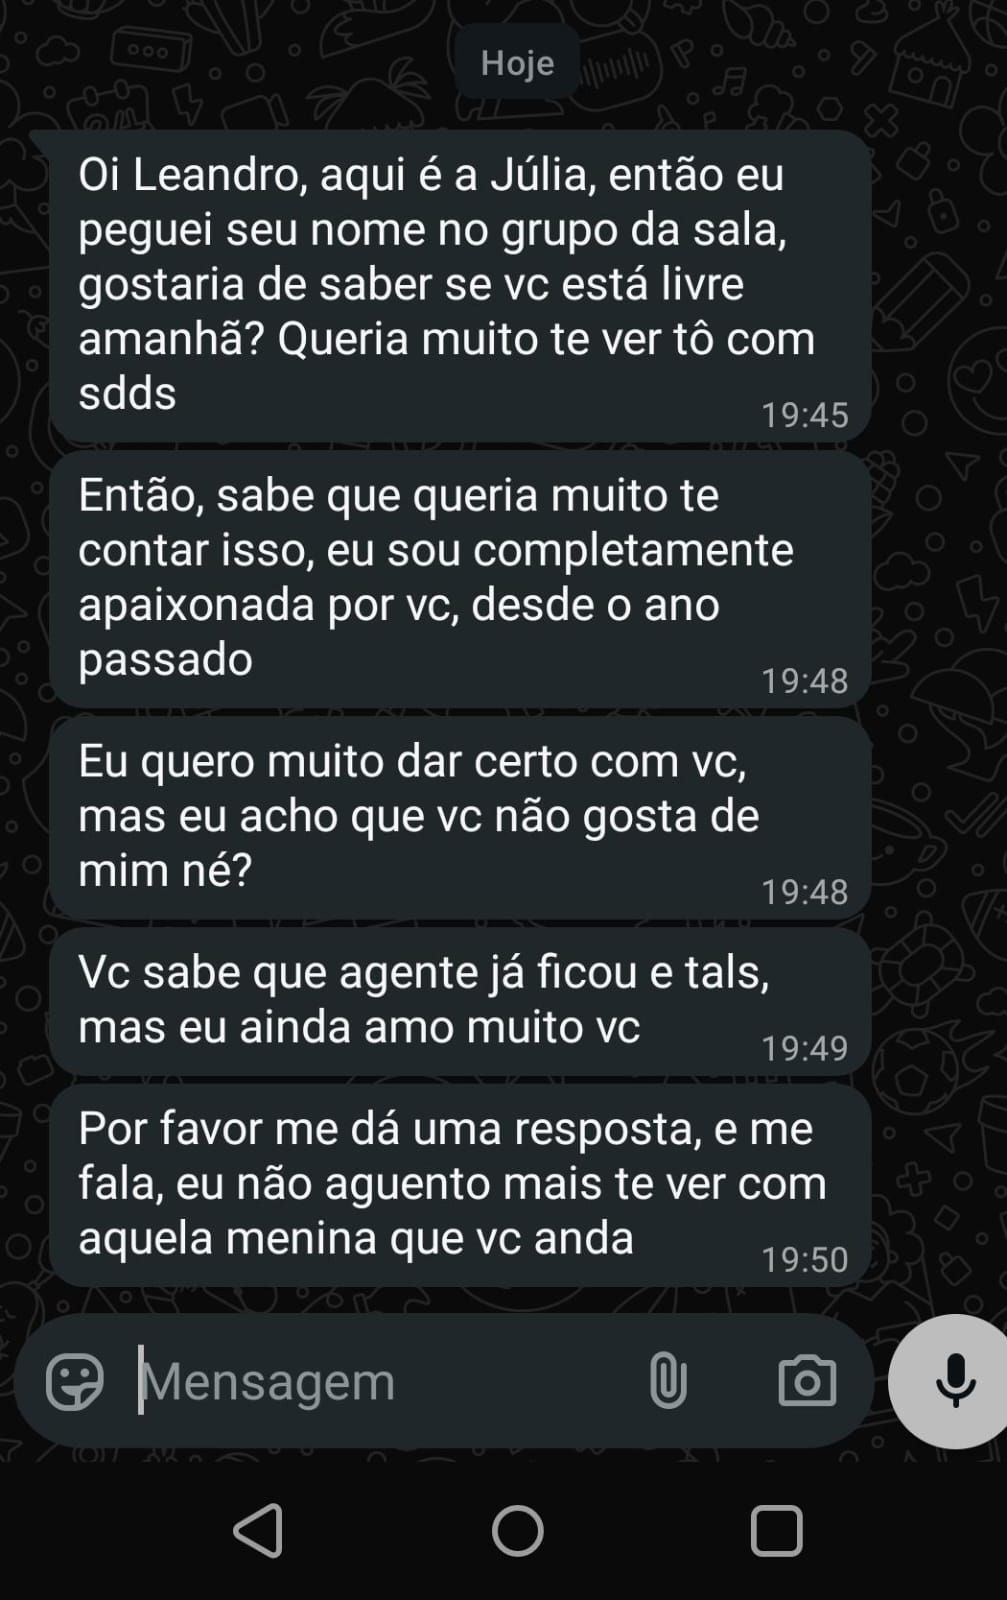 Hoje
Oi Leandro, aqui é a Júlia, então eu
peguei seu nome no grupo da sala,
gostaria de saber se vc está livre
amanhã? Queria muito te ver tô com
sdds
19:45
Então, sabe que queria muito te
contar isso, eu sou completamente
apaixonada por vc, desde o ano
passado
19:48
Eu quero muito dar certo com vc,
mas eu acho que vc não gosta de
mim né?
19:48
Vc sabe que agente já ficou e tals,
mas eu ainda amo muito vc
19:49
Por favor me dá uma resposta, e me
fala, eu não aguento mais te ver com
aquela menina que vc anda
19:50
Mensagem